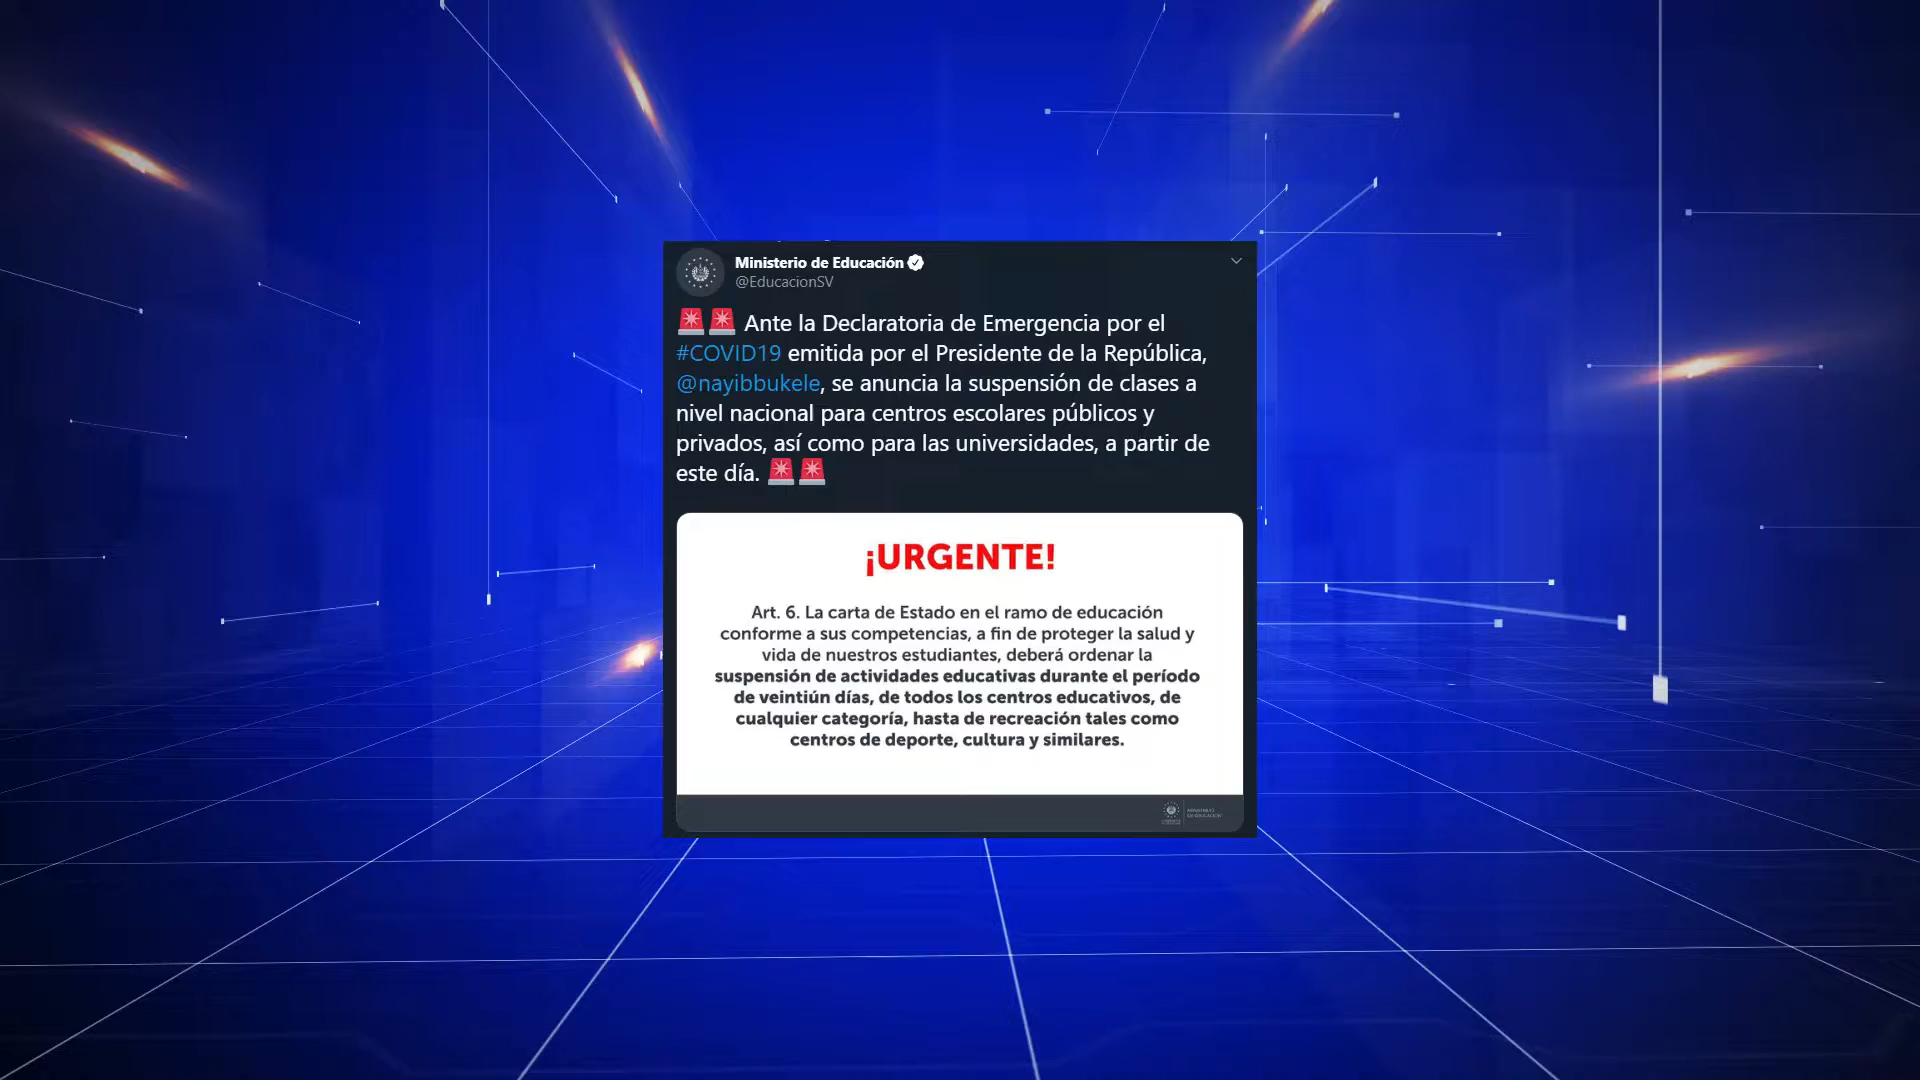 Ministerio de Educación
@EducacionSV
🚨🚨 Ante la Declaratoria de Emergencia por el
#COVID19 emitida por el Presidente de la República,
@nayibbukele, se anuncia la suspensión de clases a
nivel nacional para centros escolares públicos y
privados, así como para las universidades, a partir de
este día. 🚨🚨
¡URGENTE!
Art. 6. La carta de Estado en el ramo de educación
conforme a sus competencias, a fin de proteger la salud y
vida de nuestros estudiantes, deberá ordenar la
suspensión de actividades educativas durante el período
de veintiún días, de todos los centros educativos, de
cualquier categoría, hasta de recreación tales como
centros de deporte, cultura y similares.
MINISTERIO
DE EDUCACIÓN